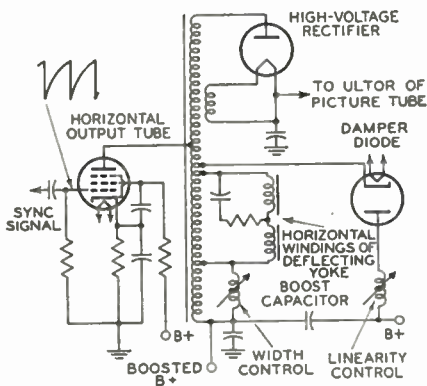 HIGH-VOLTAGE
RECTIFIER
TO ULTOR OF
PICTURE TUBE
HORIZONTAL
OUTPUT TUBE
DAMPER
DIODE
SYNC
SIGNAL
HORIZONTAL
WINDINGS OF
DEFLECTING
YOKE
BOOST
CAPACITOR
B+
B+
BOOSTED
B+
WIDTH
CONTROL
LINEARITY
CONTROL